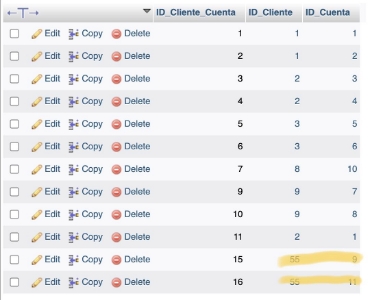 ID_Cliente_Cuenta ID_Cliente ID_Cuenta
Edit Copy Delete 1 1 1
Edit Copy Delete 2 1 2
Edit Copy Delete 3 2 3
Edit Copy Delete 4 2 4
Edit Copy Delete 5 3 5
Edit Copy Delete 6 3 6
Edit Copy Delete 7 8 10
Edit Copy Delete 9 9 7
Edit Copy Delete 10 9 8
Edit Copy Delete 11 2 1
Edit Copy Delete 15 55 9
Edit Copy Delete 16 55 11